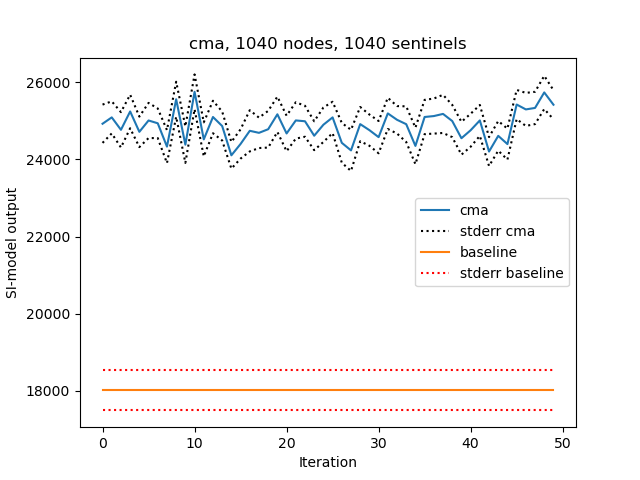 cma, 1040 nodes, 1040 sentinels
26000
24000
22000
20000
18000
SI-model output
cma
stderr cma
baseline
stderr baseline
0
10
20
30
40
50
Iteration